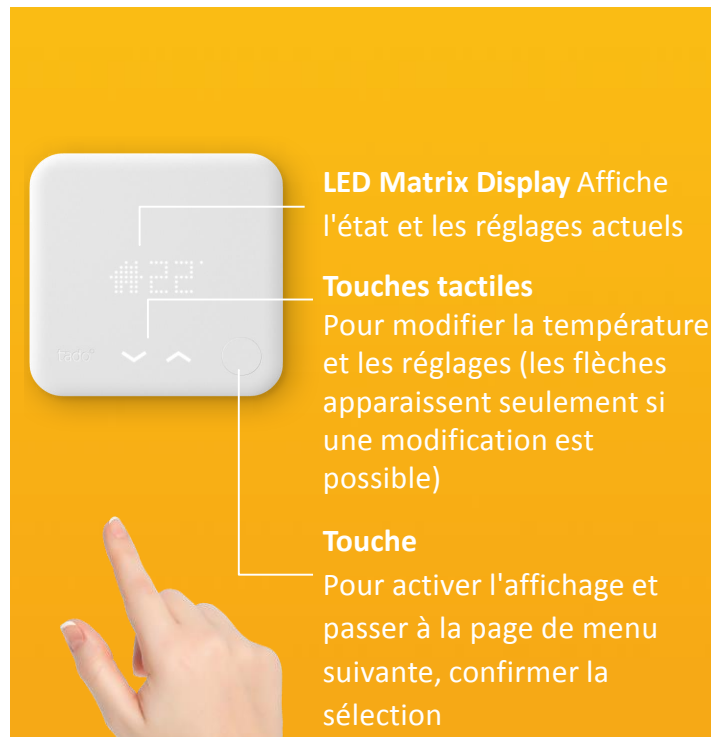 22°
tado°
LED Matrix Display Affiche
l'état et les réglages actuels
Touches tactiles
Pour modifier la température
et les réglages (les flèches
apparaissent seulement si
une modification est
possible)
Touche
Pour activer l'affichage et
passer à la page de menu
suivante, confirmer la
sélection